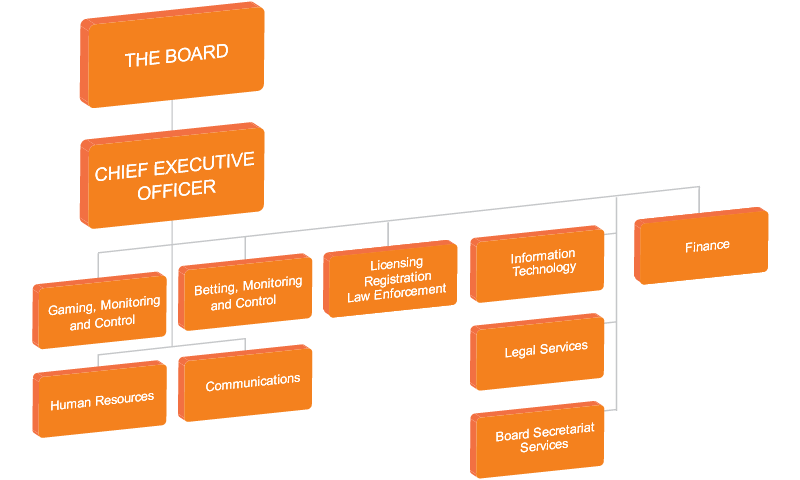 THE BOARD
CHIEF EXECUTIVE
OFFICER
Gaming, Monitoring
and Control
Betting, Monitoring
and Control
Licensing
Registration
Law Enforcement
Information
Technology
Finance
Legal Services
Human Resources
Communications
Board Secretariat
Services